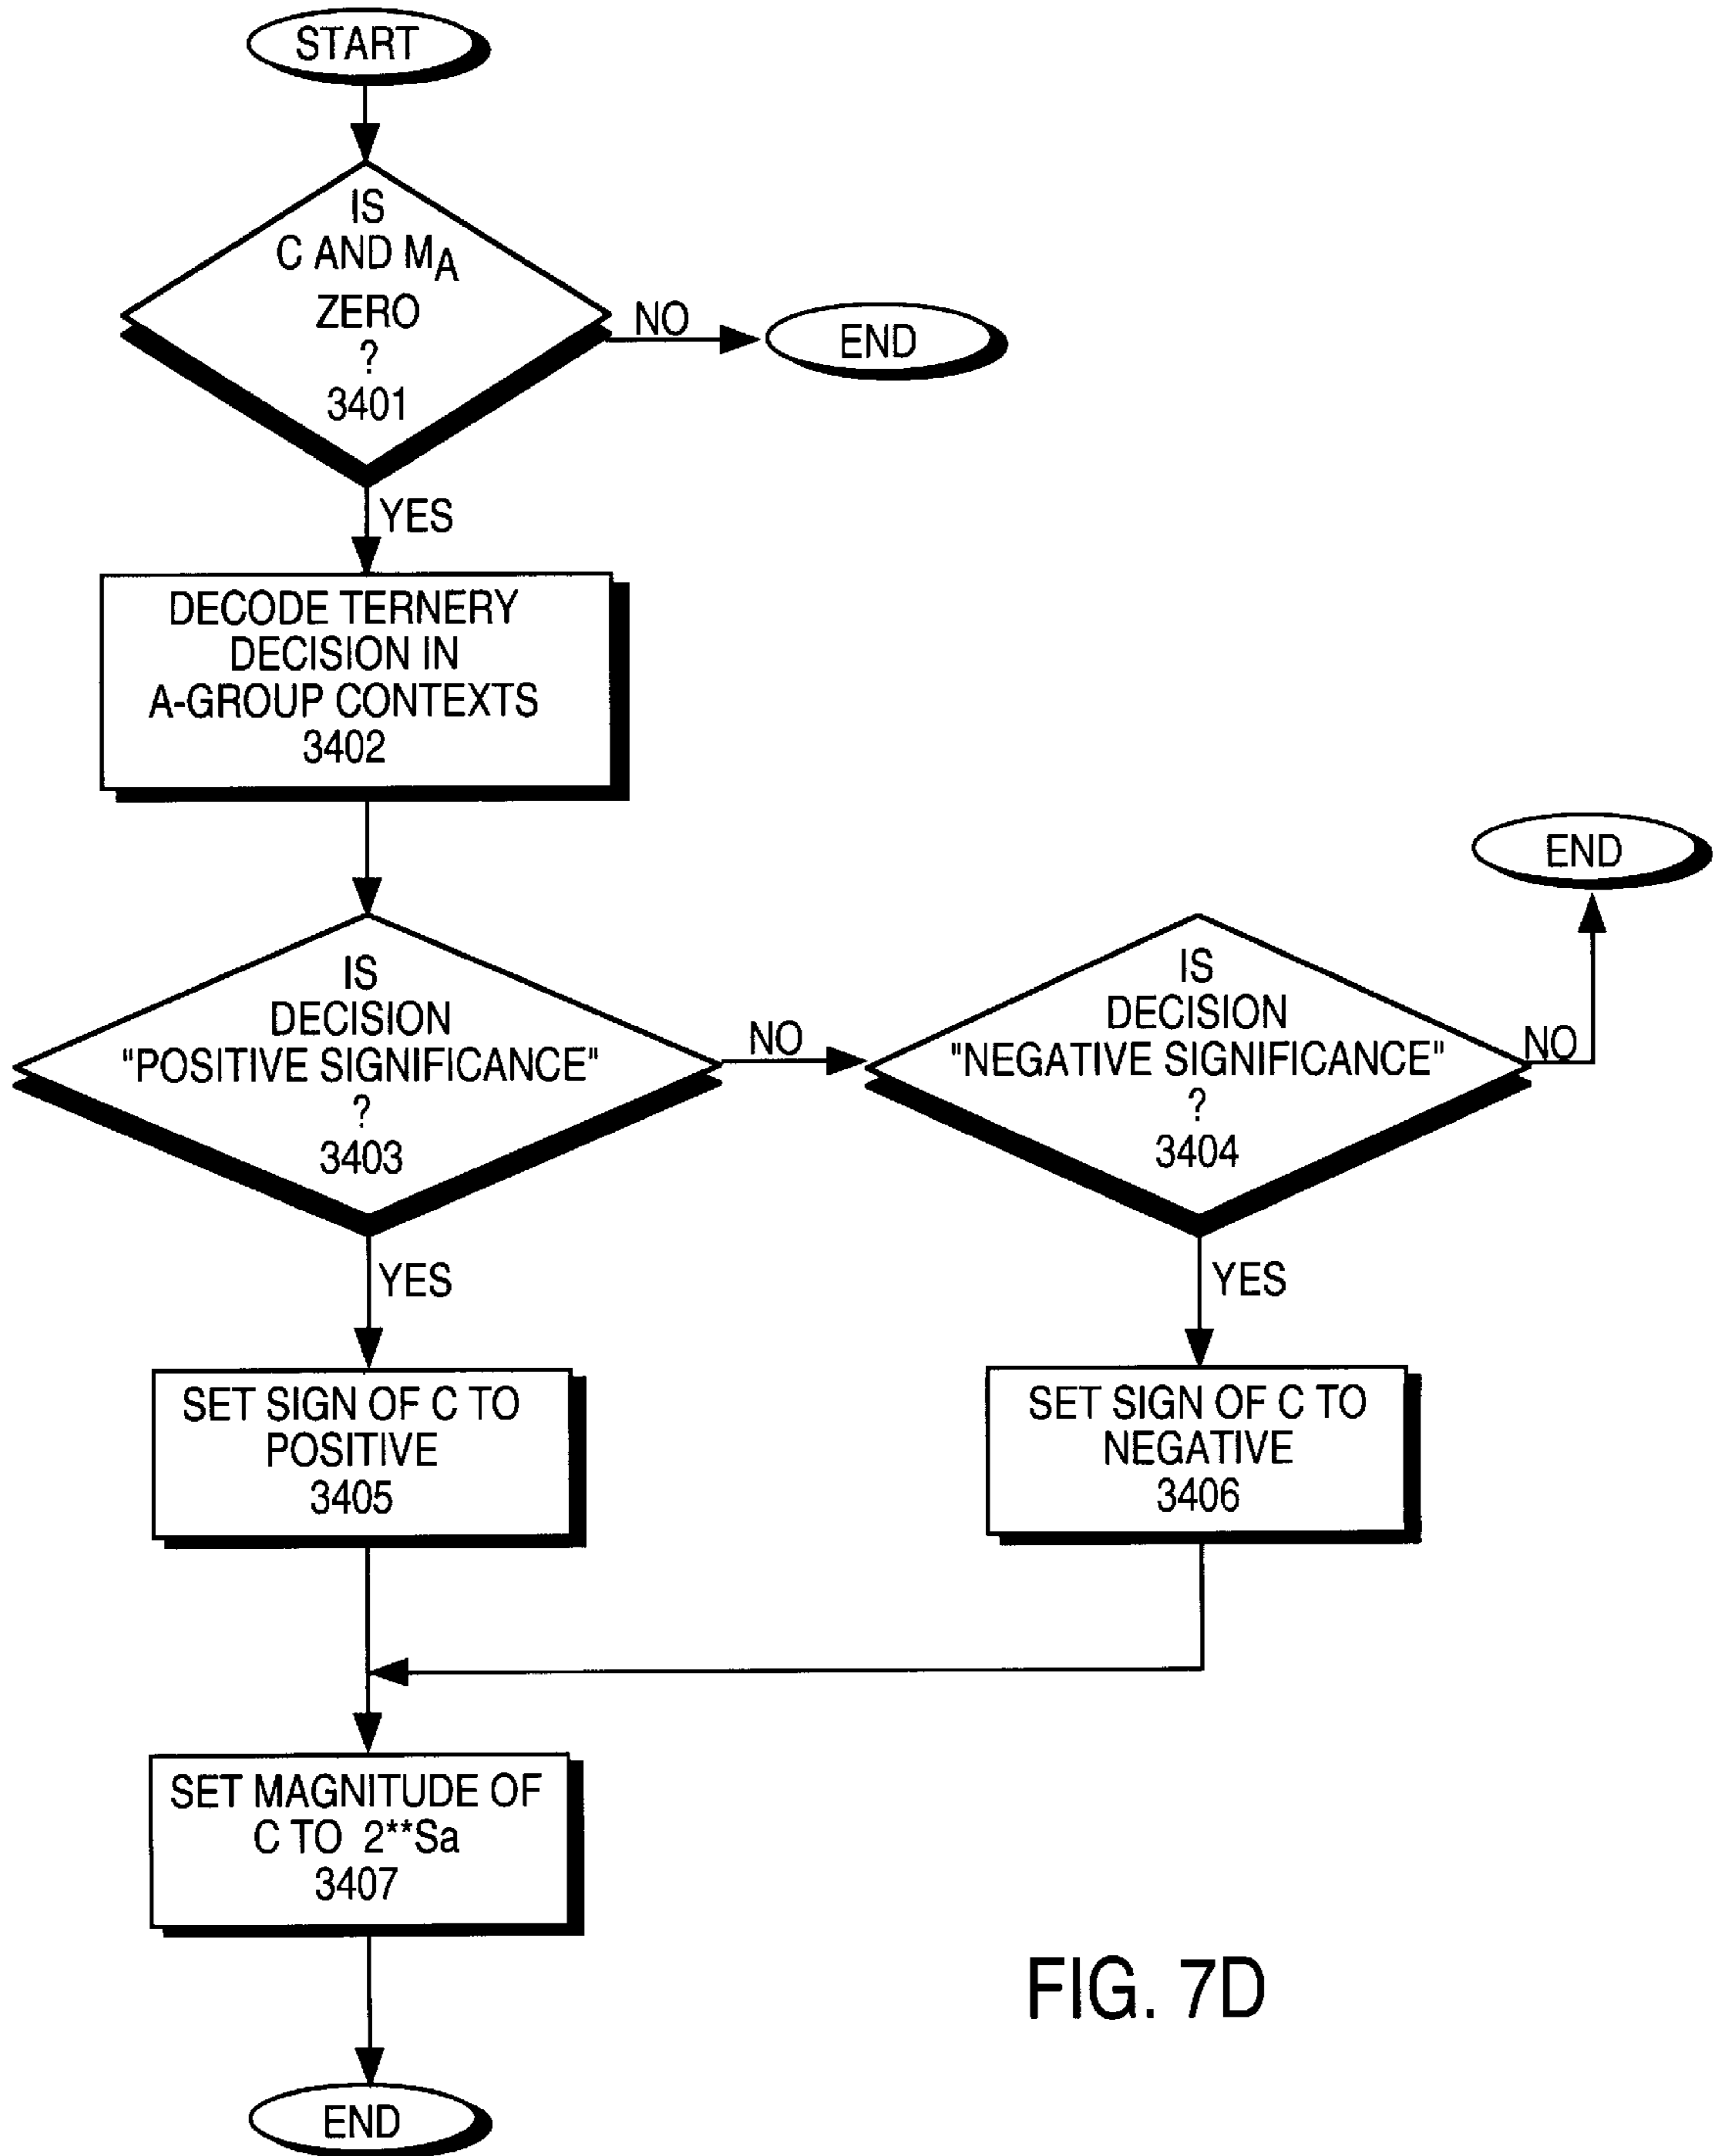 START
IS
C AND MA
ZERO
?
3401
NO
END
YES
DECODE TERNERY
DECISION IN
A-GROUP CONTEXTS
3402
END
IS
DECISION
"POSITIVE SIGNIFICANCE"
?
3403
NO
IS
DECISION
"NEGATIVE SIGNIFICANCE"
?
3404
NO
YES
YES
SET SIGN OF C TO
POSITIVE
3405
SET SIGN OF C TO
NEGATIVE
3406
SET MAGNITUDE OF
C TO 2**Sa
3407
END
FIG. 7D